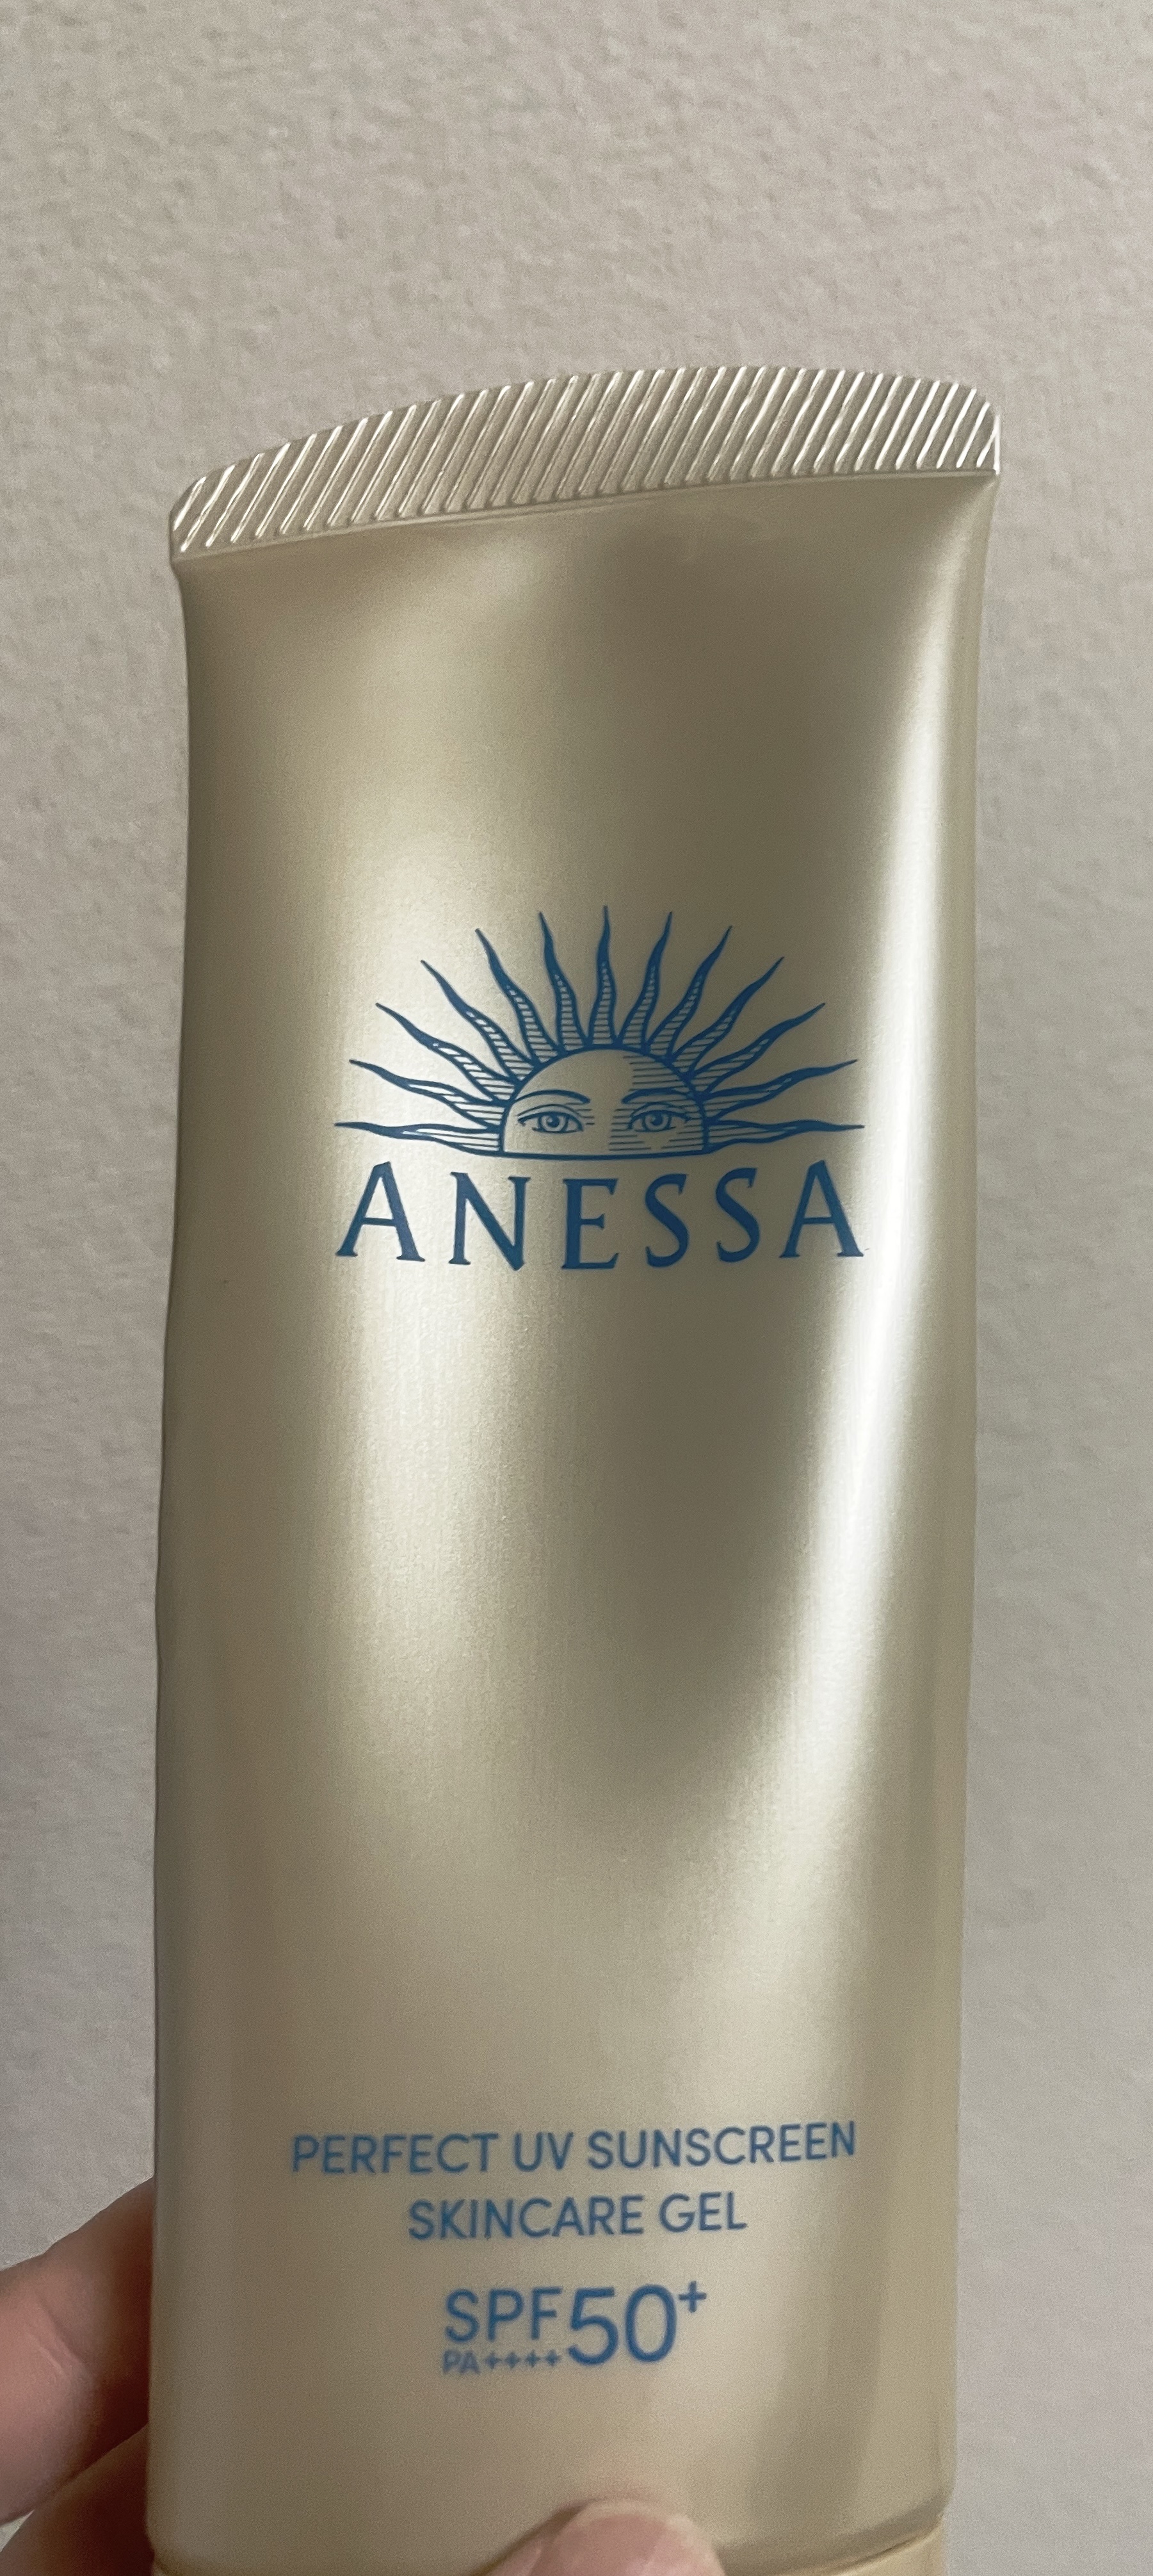 ANESSA
PERFECT UV SUNSCREEN
SKINCARE GEL
SPF50+
PA++++